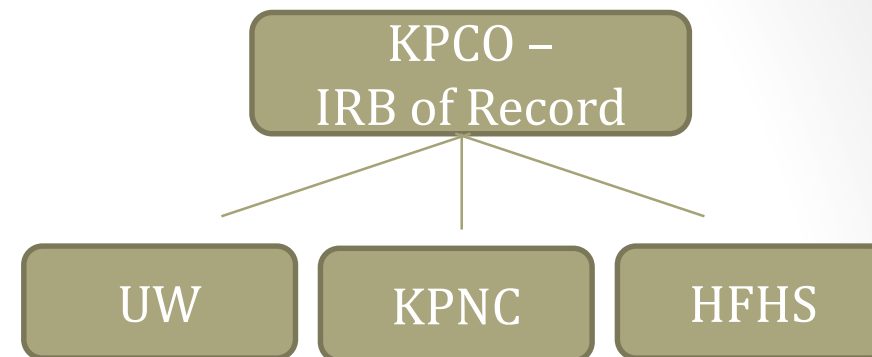 KPCO –
IRB of Record
UW
KPNC
HFHS